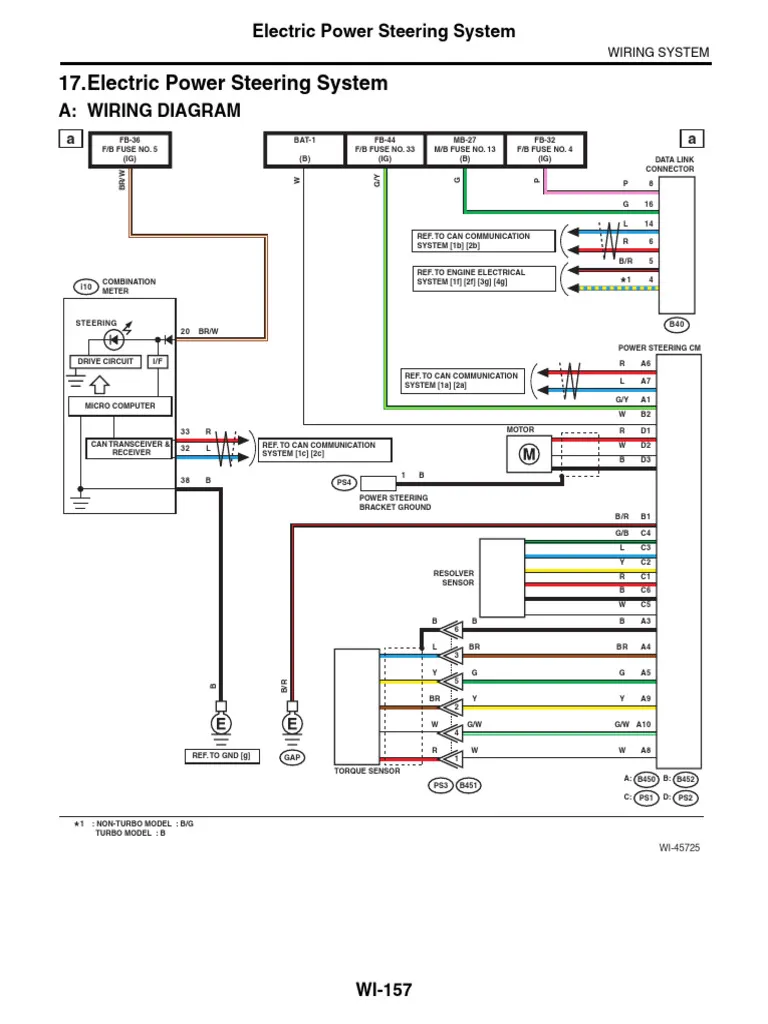 Electric Power Steering System
WIRING SYSTEM
17.Electric Power Steering System
A: WIRING DIAGRAM
a
FB-36
F/B FUSE NO. 5
(IG)
BAT-1
(B)
FB-44
F/B FUSE NO. 33
(IG)
MB-27
M/B FUSE NO. 13
(B)
FB-32
F/B FUSE NO. 4
(IG)
a
DATA LINK
CONNECTOR
BR/W
W
G/Y
G
P
P 8
G 16
L 14
R 6
B/R 5
★1 4
REF. TO CAN COMMUNICATION
SYSTEM [1b] [2b]
REF. TO ENGINE ELECTRICAL
SYSTEM [1f] [2f] [3g] [4g]
B40
i10
COMBINATION
METER
STEERING
20 BR/W
DRIVE CIRCUIT
I/F
MICRO COMPUTER
CAN TRANSCEIVER &
RECEIVER
33 R
32 L
38 B
REF. TO CAN COMMUNICATION
SYSTEM [1c] [2c]
POWER STEERING CM
REF. TO CAN COMMUNICATION
SYSTEM [1a] [2a]
R A6
L A7
G/Y A1
W B2
MOTOR
M
R D1
W D2
B D3
PS4
1 B
POWER STEERING
BRACKET GROUND
B/R B1
G/B C4
L C3
Y C2
R C1
B C6
W C5
RESOLVER
SENSOR
B 6 B B A3
L 3 BR BR A4
Y 5 G G A5
BR 2 Y Y A9
W 4 G/W G/W A10
R 1 W W A8
B
B/R
E
E
REF. TO GND [g]
GAP
TORQUE SENSOR
PS3 B451
A: B450 B: B452
C: PS1 D: PS2
★1 : NON-TURBO MODEL : B/G
TURBO MODEL : B
WI-45725
WI-157